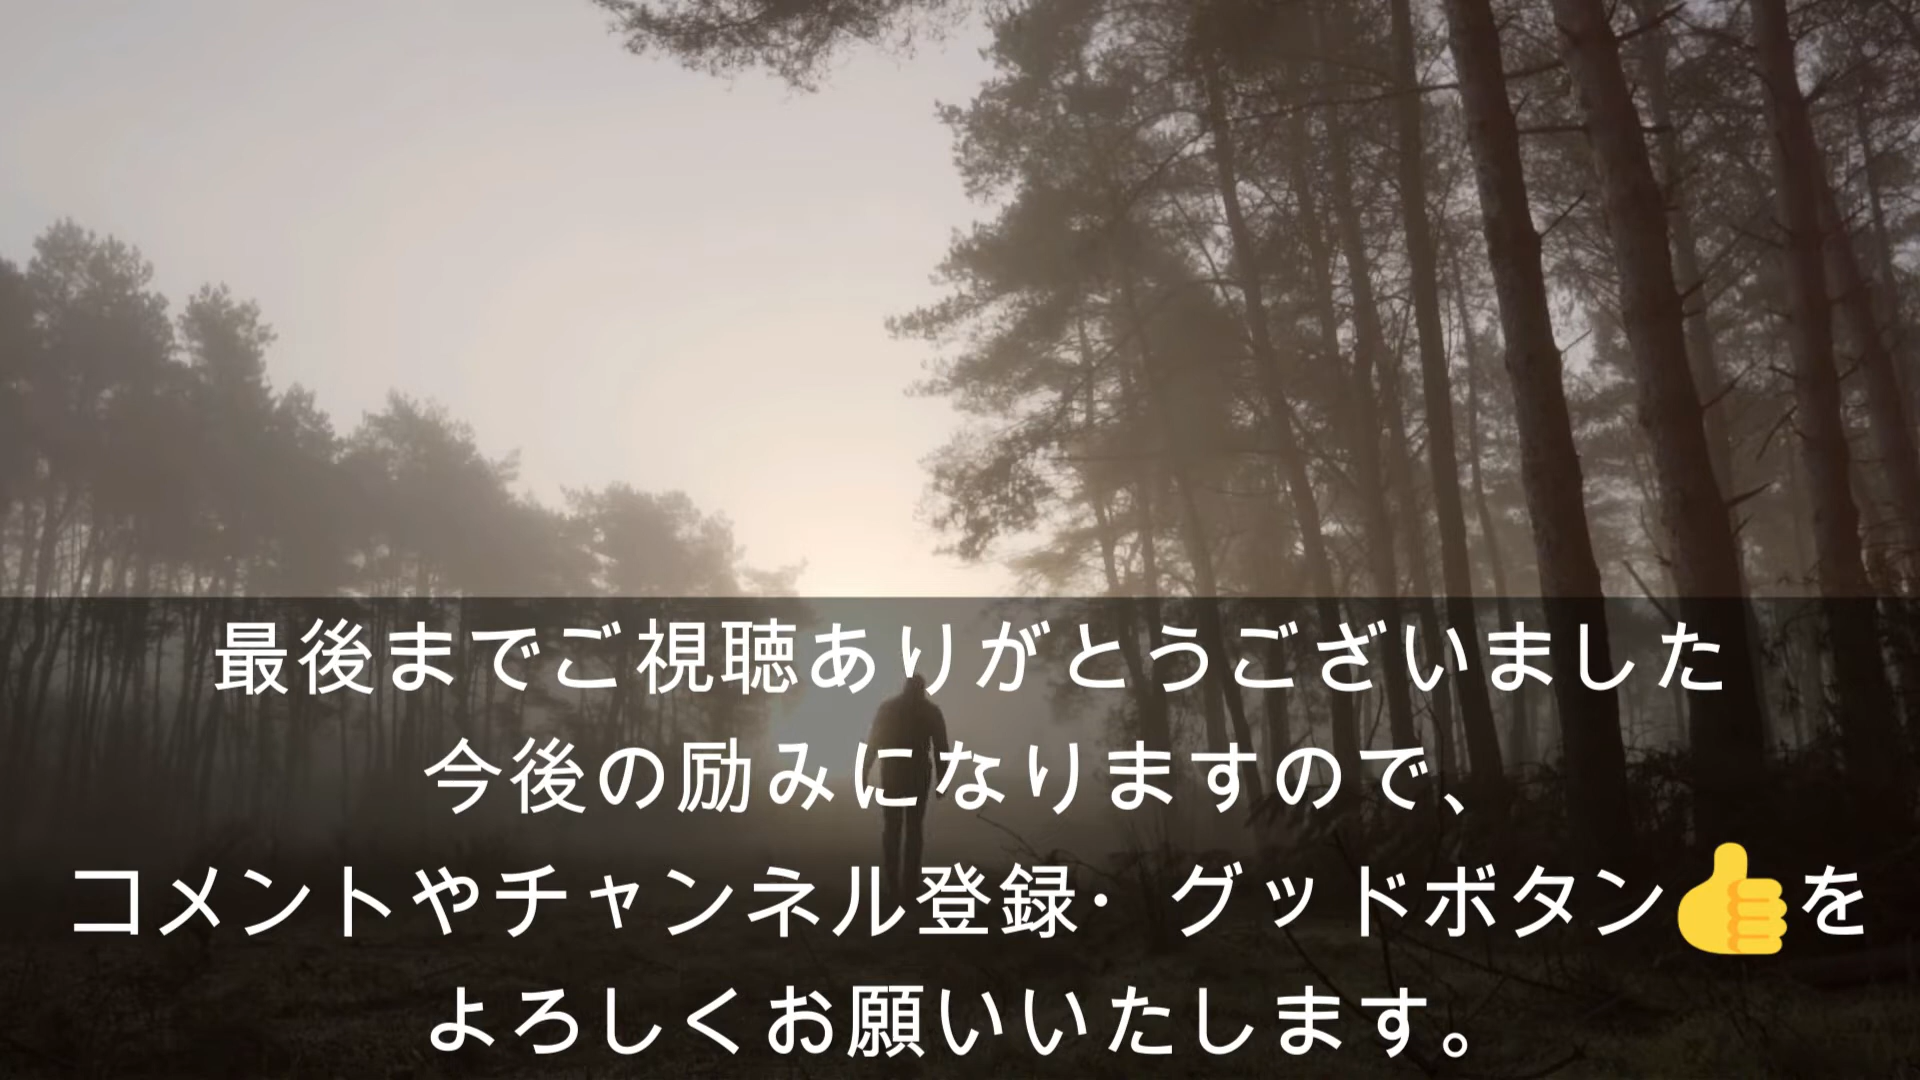 最後までご視聴ありがとうございました
今後の励みになりますので、
コメントやチャンネル登録・グッドボタン👍を
よろしくお願いいたします。